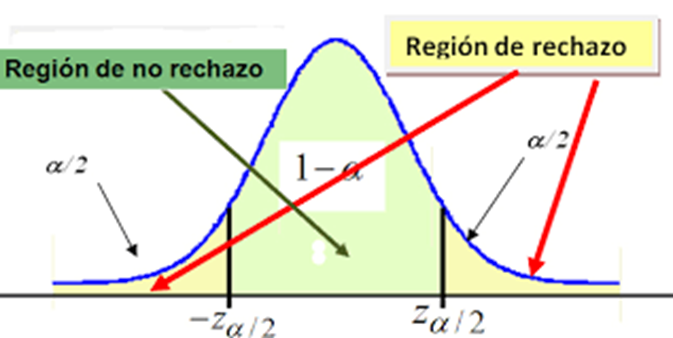 Región de rechazo
Región de no rechazo
α/2
α/2
1−α
−zα/2
zα/2